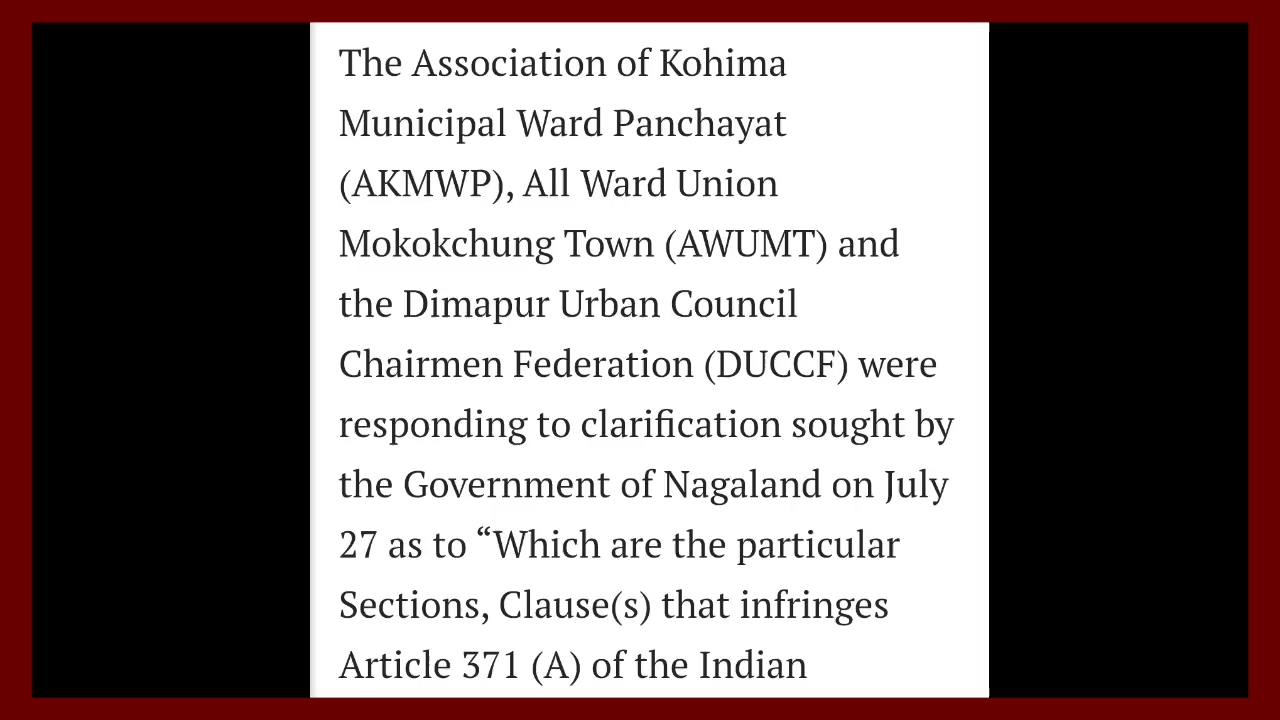 The Association of Kohima
Municipal Ward Panchayat
(AKMWP), All Ward Union
Mokokchung Town (AWUMT) and
the Dimapur Urban Council
Chairmen Federation (DUCCF) were
responding to clarification sought by
the Government of Nagaland on July
27 as to “Which are the particular
Sections, Clause(s) that infringes
Article 371 (A) of the Indian